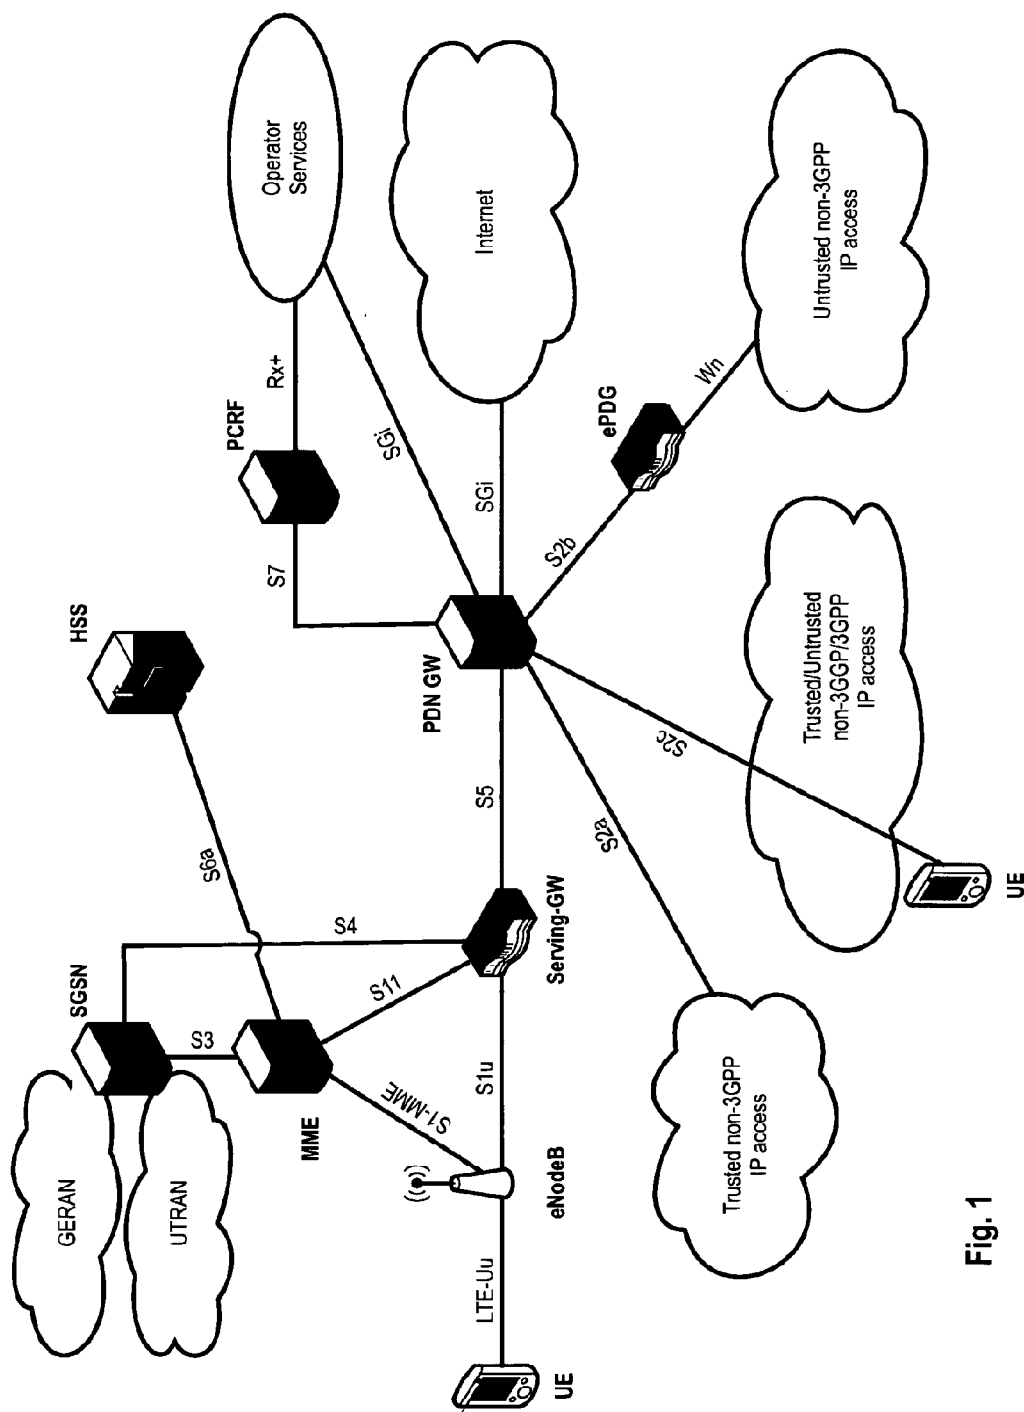 GERAN
UTRAN
SGSN
HSS
S3
S4
S6a
MME
S11
S1-MME
S7
PCRF
Rx+
Operator
Services
SGi
UE
LTE-Uu
eNodeB
S1u
Serving-GW
S5
PDN GW
SGi
Internet
S2a
S2c
S2b
ePDG
Wn
Trusted non-3GPP
IP access
UE
Trusted/Untrusted
non-3GGP/3GPP
IP access
Untrusted non-3GPP
IP access
Fig. 1